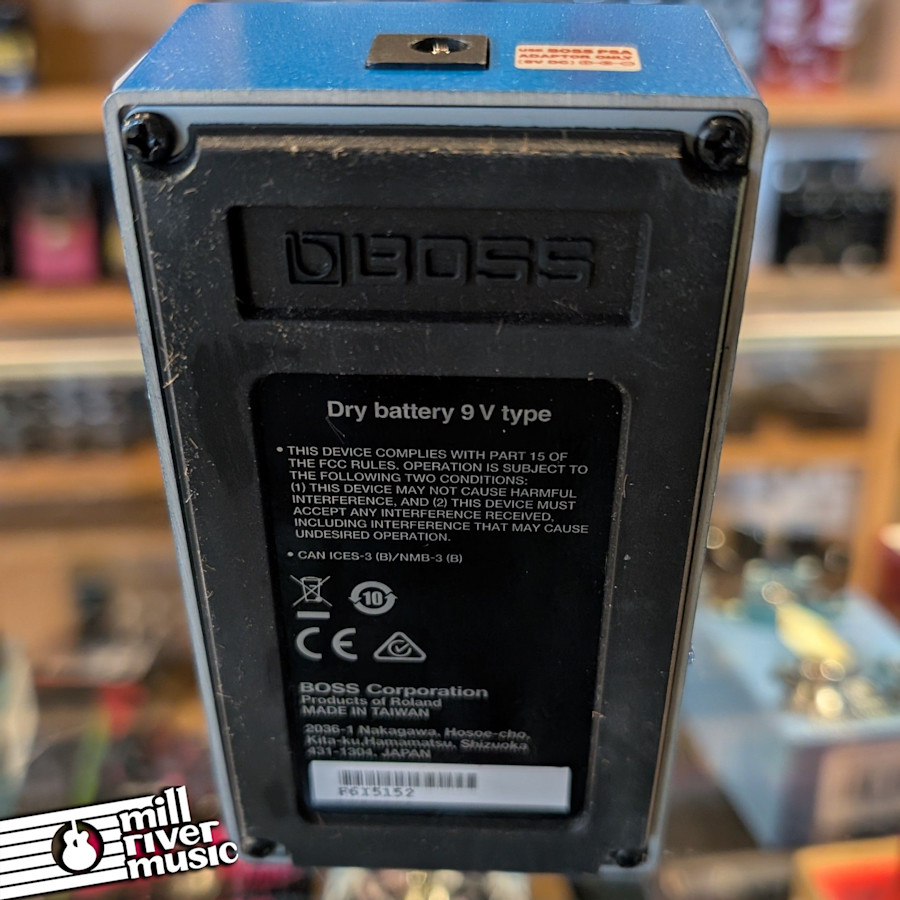 USE BOSS PSA
ADAPTOR ONLY
(9V DC)
BOSS
Dry battery 9 V type
• THIS DEVICE COMPLIES WITH PART 15 OF
THE FCC RULES. OPERATION IS SUBJECT TO
THE FOLLOWING TWO CONDITIONS:
(1) THIS DEVICE MAY NOT CAUSE HARMFUL
INTERFERENCE, AND (2) THIS DEVICE MUST
ACCEPT ANY INTERFERENCE RECEIVED,
INCLUDING INTERFERENCE THAT MAY CAUSE
UNDESIRED OPERATION.
• CAN ICES-3 (B)/NMB-3 (B)
10
CE
BOSS Corporation
Products of Roland
MADE IN TAIWAN
2036-1 Nakagawa, Hosoe-cho,
Kita-ku,Hamamatsu, Shizuoka
431-1304, JAPAN
F6I5152
mill
river
music